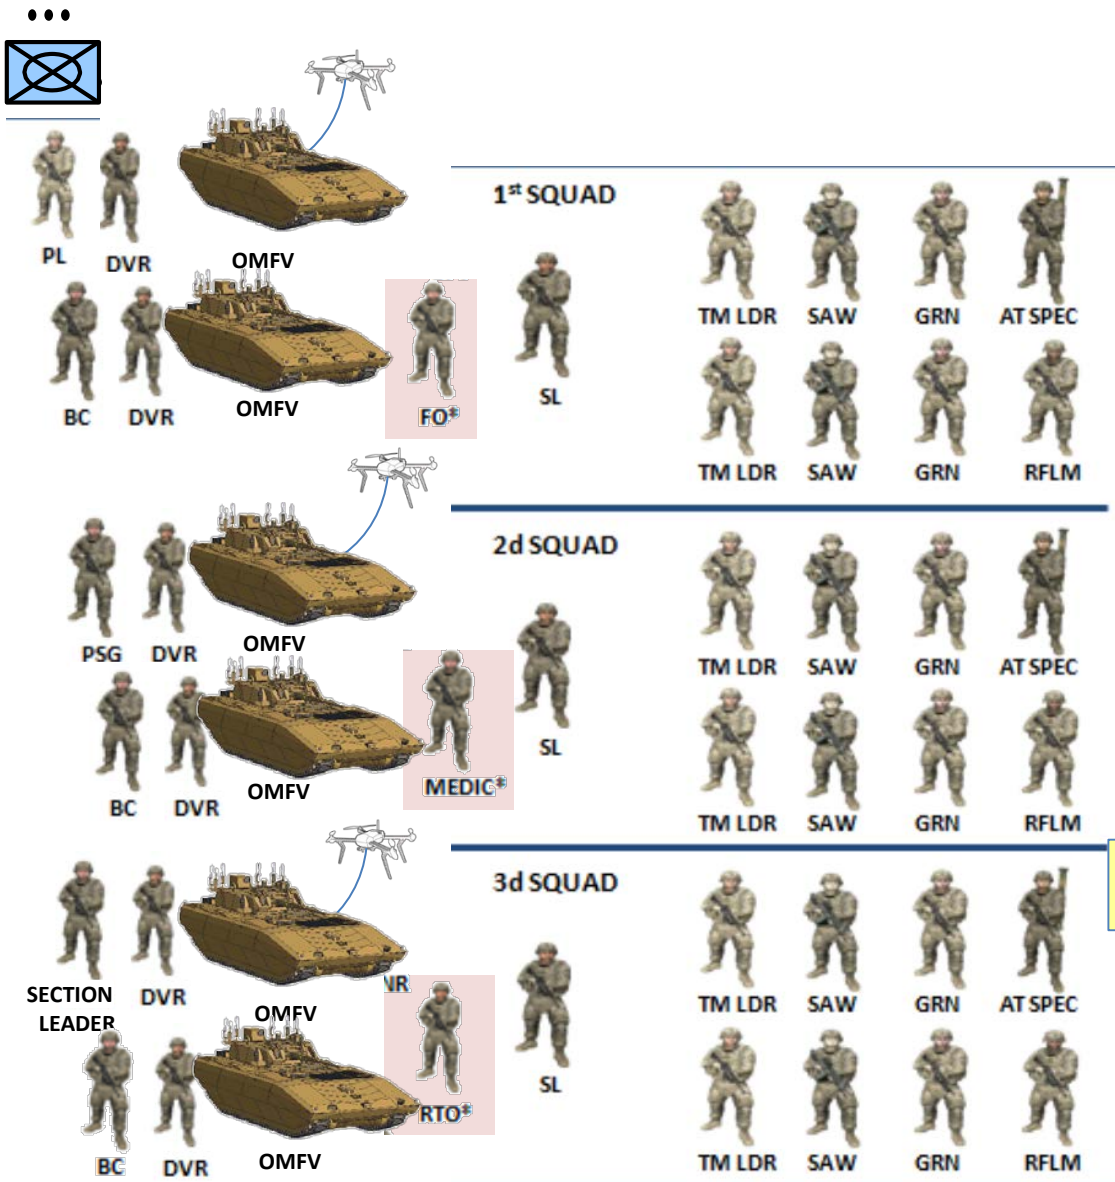 PL
DVR
OMFV
BC
DVR
OMFV
FO*
1st SQUAD
SL
TM LDR SAW GRN AT SPEC
TM LDR SAW GRN RFLM
PSG
DVR
OMFV
BC
DVR
OMFV
MEDIC*
2d SQUAD
SL
TM LDR SAW GRN AT SPEC
TM LDR SAW GRN RFLM
SECTION
LEADER
DVR
OMFV
BC
DVR
OMFV
RTO*
3d SQUAD
SL
TM LDR SAW GRN AT SPEC
TM LDR SAW GRN RFLM